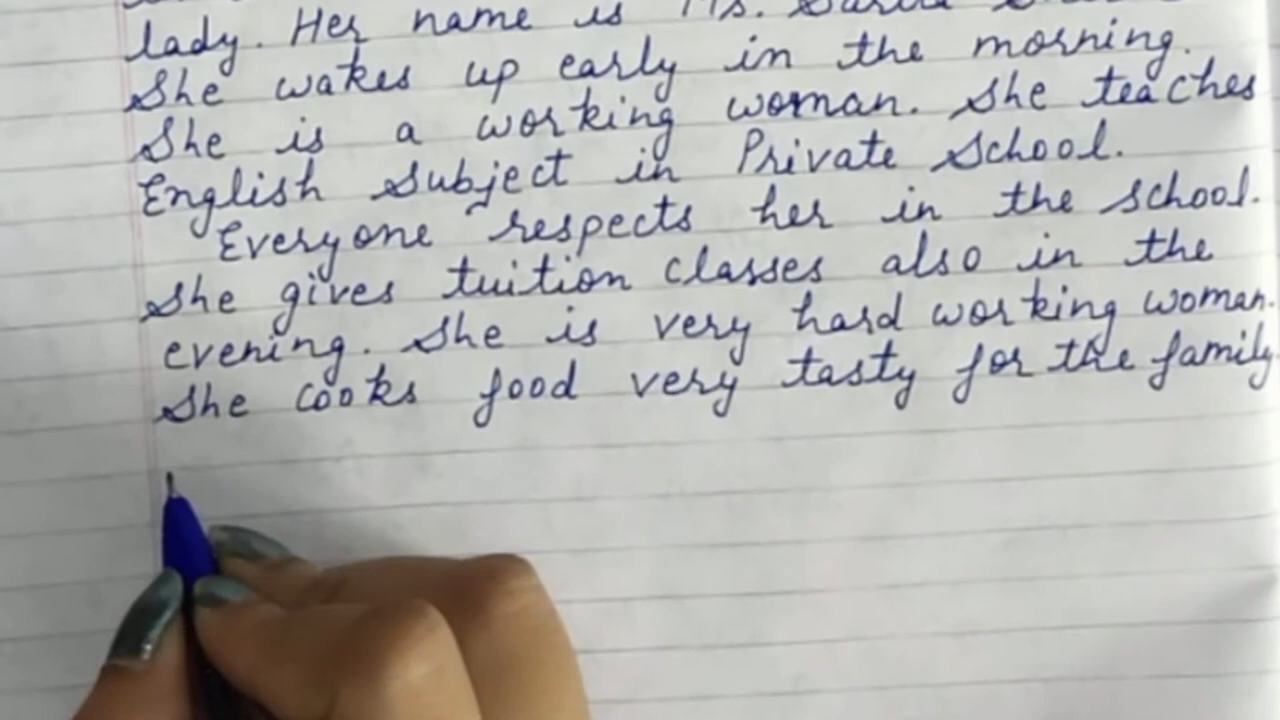 lady. Her name is Ms.
She wakes up early in the morning.
She is a working woman. She teaches
English Subject in Private School.
Everyone respects her in the school.
She gives tuition classes also in the
evening. She is very hard working woman.
She cooks food very tasty for the family